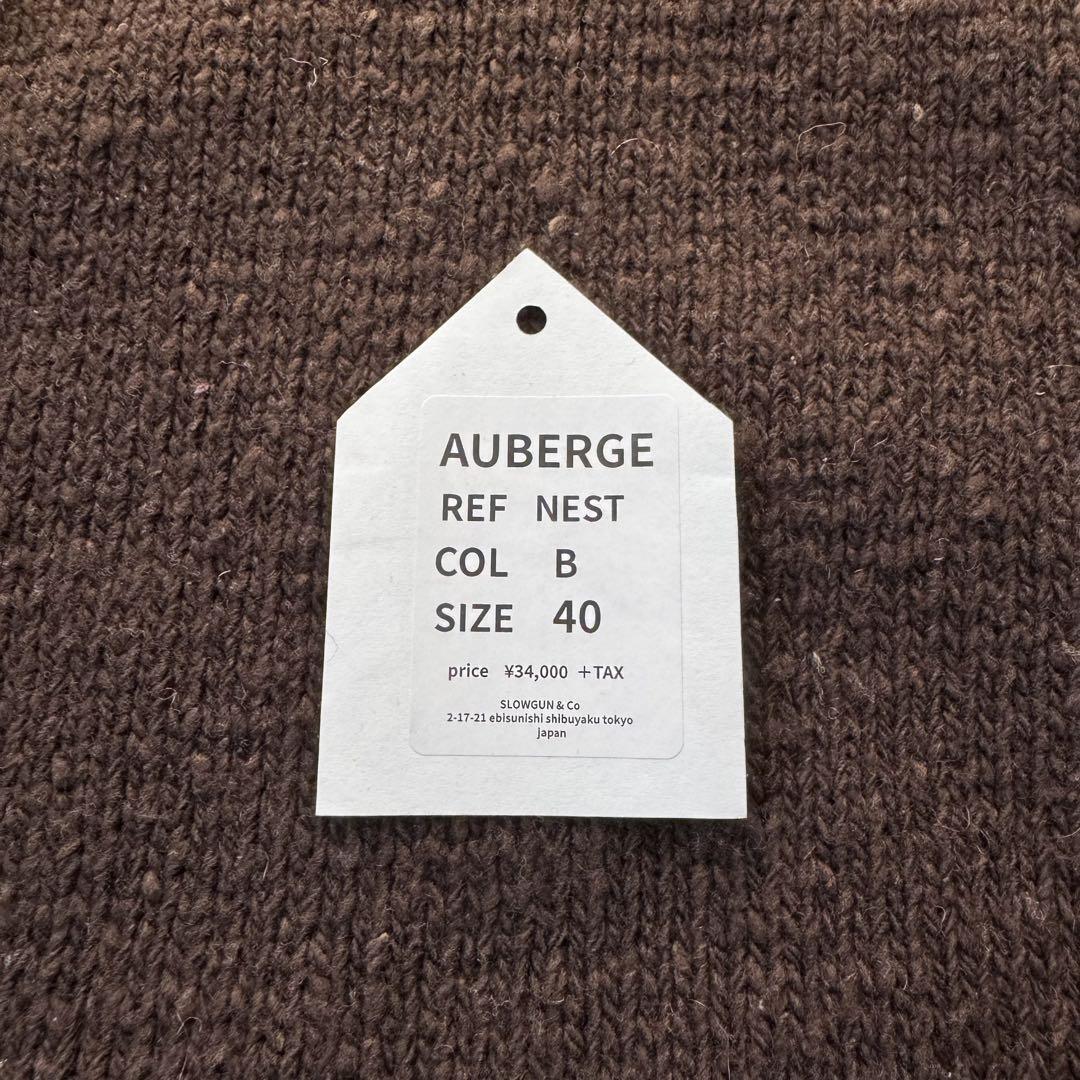 AUBERGE
REF NEST
COL B
SIZE 40
price ¥34,000 +TAX
SLOWGUN & Co
2-17-21 ebisunishi shibuyaku tokyo
japan